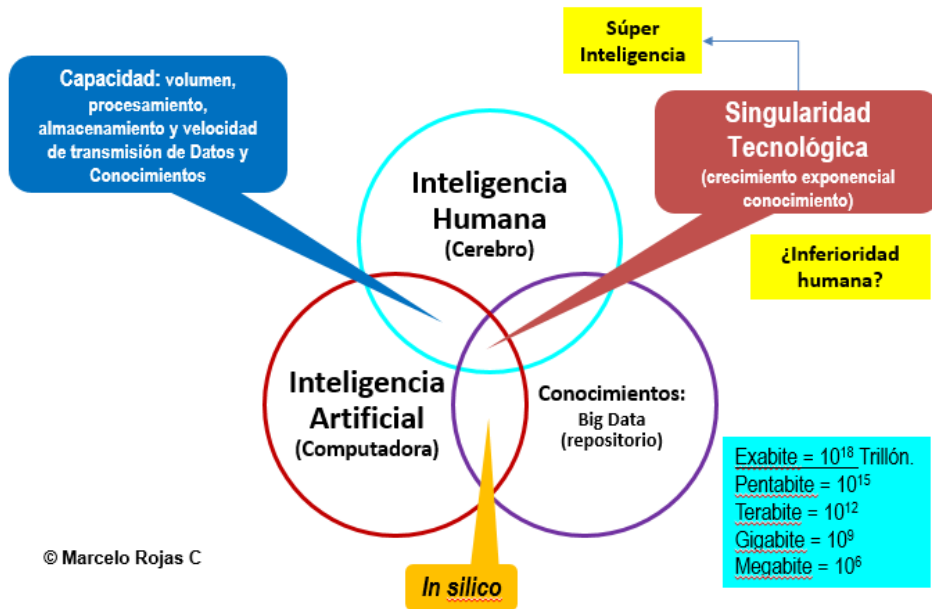 Súper
Inteligencia
Capacidad: volumen,
procesamiento,
almacenamiento y velocidad
de transmisión de Datos y
Conocimientos
Singularidad
Tecnológica
(crecimiento exponencial
conocimiento)
Inteligencia
Humana
(Cerebro)
¿Inferioridad
humana?
Inteligencia
Artificial
(Computadora)
Conocimientos:
Big Data
(repositorio)
Exabite = 10¹⁸ Trillón.
Pentabite = 10¹⁵
Terabite = 10¹²
Gigabite = 10⁹
Megabite = 10⁶
© Marcelo Rojas C
In silico